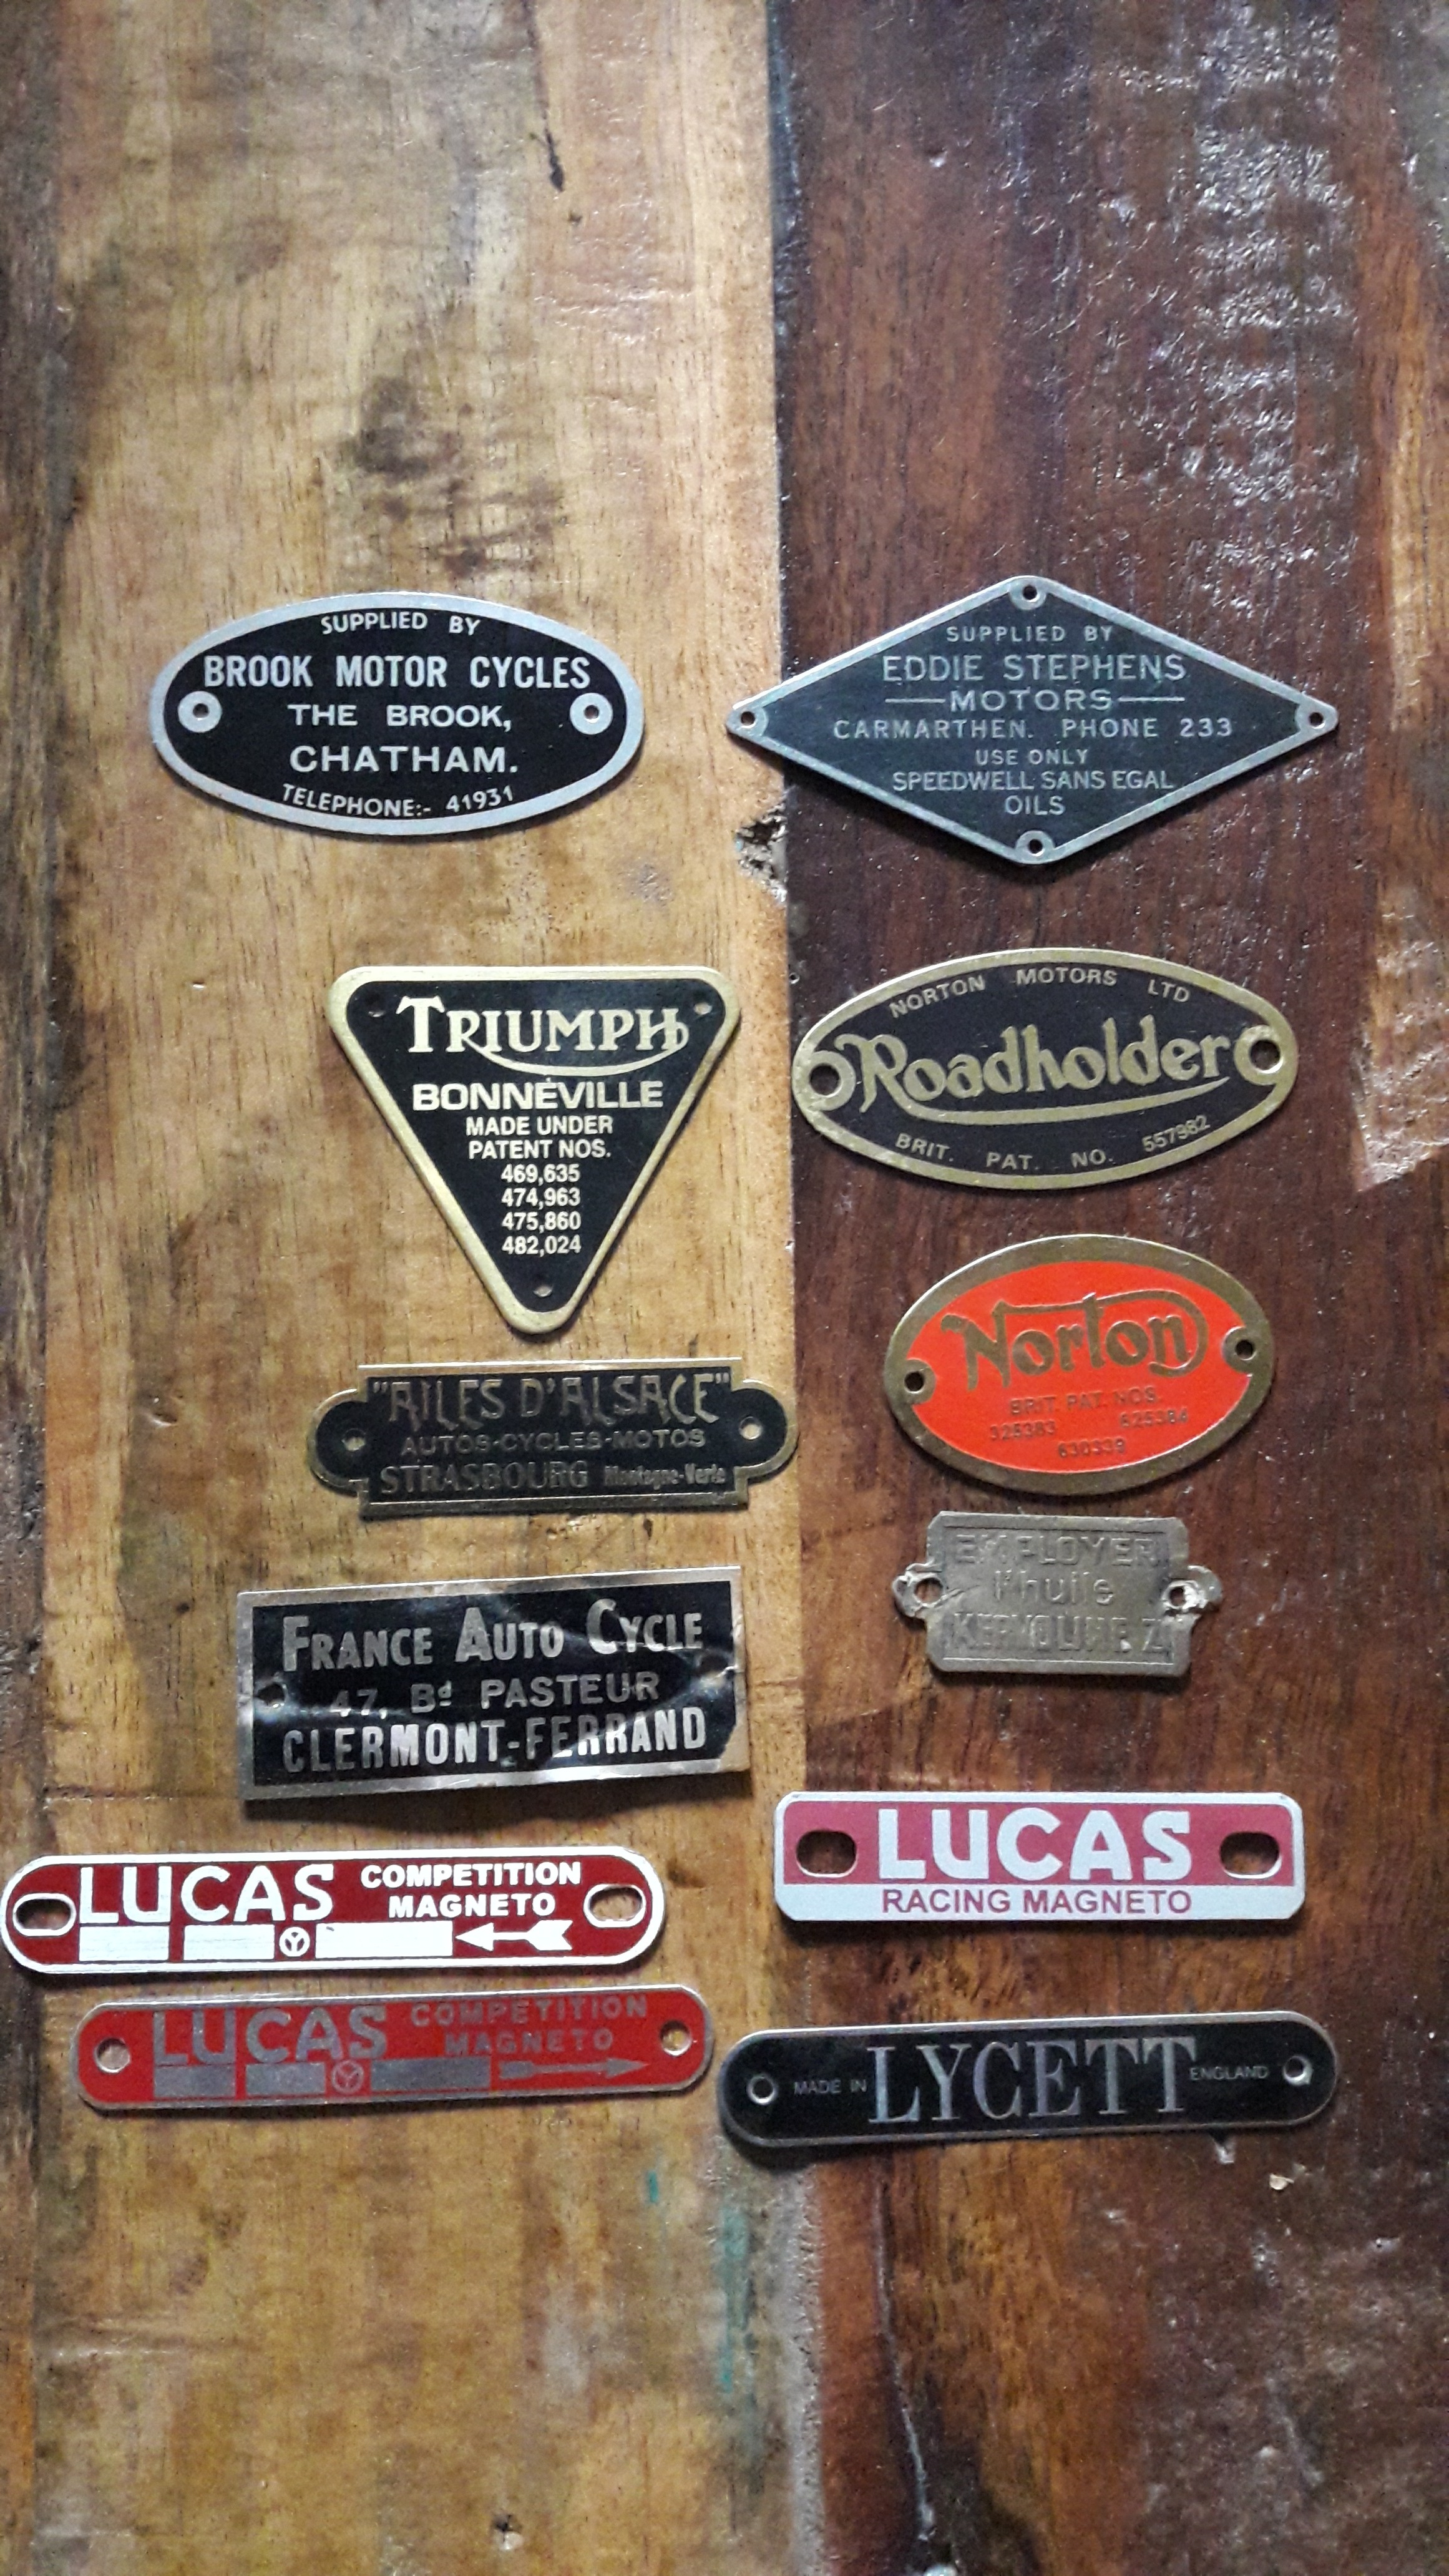 SUPPLIED BY
BROOK MOTOR CYCLES
THE BROOK,
CHATHAM.
TELEPHONE:- 41931
SUPPLIED BY
EDDIE STEPHENS
MOTORS
CARMARTHEN. PHONE 233
USE ONLY
SPEEDWELL SANS EGAL
OILS
TRIUMPH
BONNEVILLE
MADE UNDER
PATENT NOS.
469,635
474,963
475,860
482,024
NORTON MOTORS LTD
Roadholder
BRIT. PAT. NO. 557982
Norton
BRIT. PAT. NOS.
"AILES D'ALSACE"
AUTOS-CYCLES-MOTOS
STRASBOURG Montagne-Verte
EMPLOYER
l'huile
FRANCE AUTO CYCLE
47, Bd PASTEUR
CLERMONT-FERRAND
LUCAS
RACING MAGNETO
LUCAS COMPETITION
MAGNETO
LUCAS COMPETITION
MAGNETO
MADE IN LYCETT ENGLAND